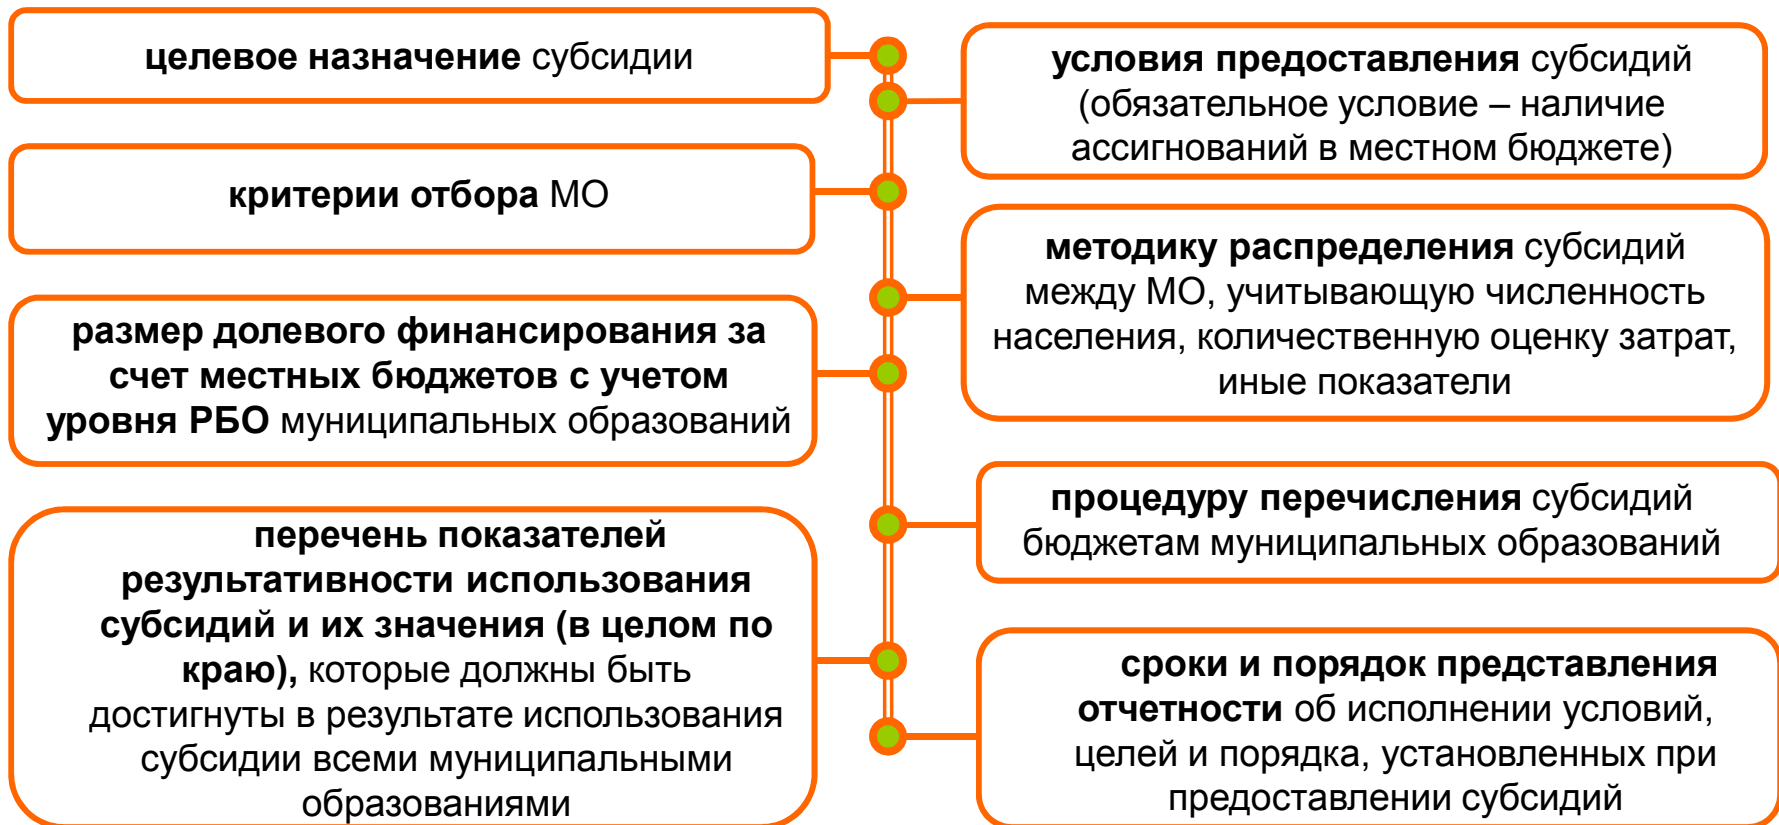 целевое назначение субсидии
условия предоставления субсидий
(обязательное условие – наличие
ассигнований в местном бюджете)
критерии отбора МО
методику распределения субсидий
между МО, учитывающую численность
населения, количественную оценку затрат,
иные показатели
размер долевого финансирования за
счет местных бюджетов с учетом
уровня РБО муниципальных образований
процедуру перечисления субсидий
бюджетам муниципальных образований
перечень показателей
результативности использования
субсидий и их значения (в целом по
краю), которые должны быть
достигнуты в результате использования
субсидии всеми муниципальными
образованиями
сроки и порядок представления
отчетности об исполнении условий,
целей и порядка, установленных при
предоставлении субсидий